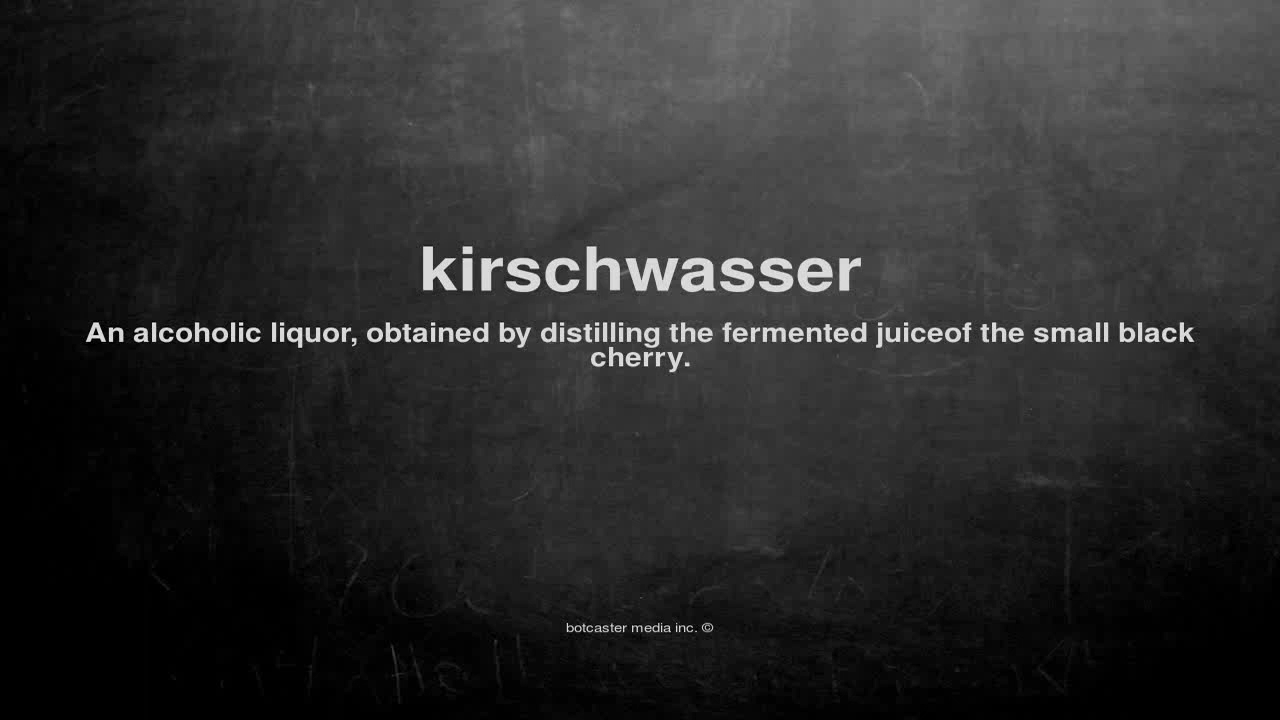 kirschwasser
An alcoholic liquor, obtained by distilling the fermented juiceof the small black
cherry.
botcaster media inc. ©